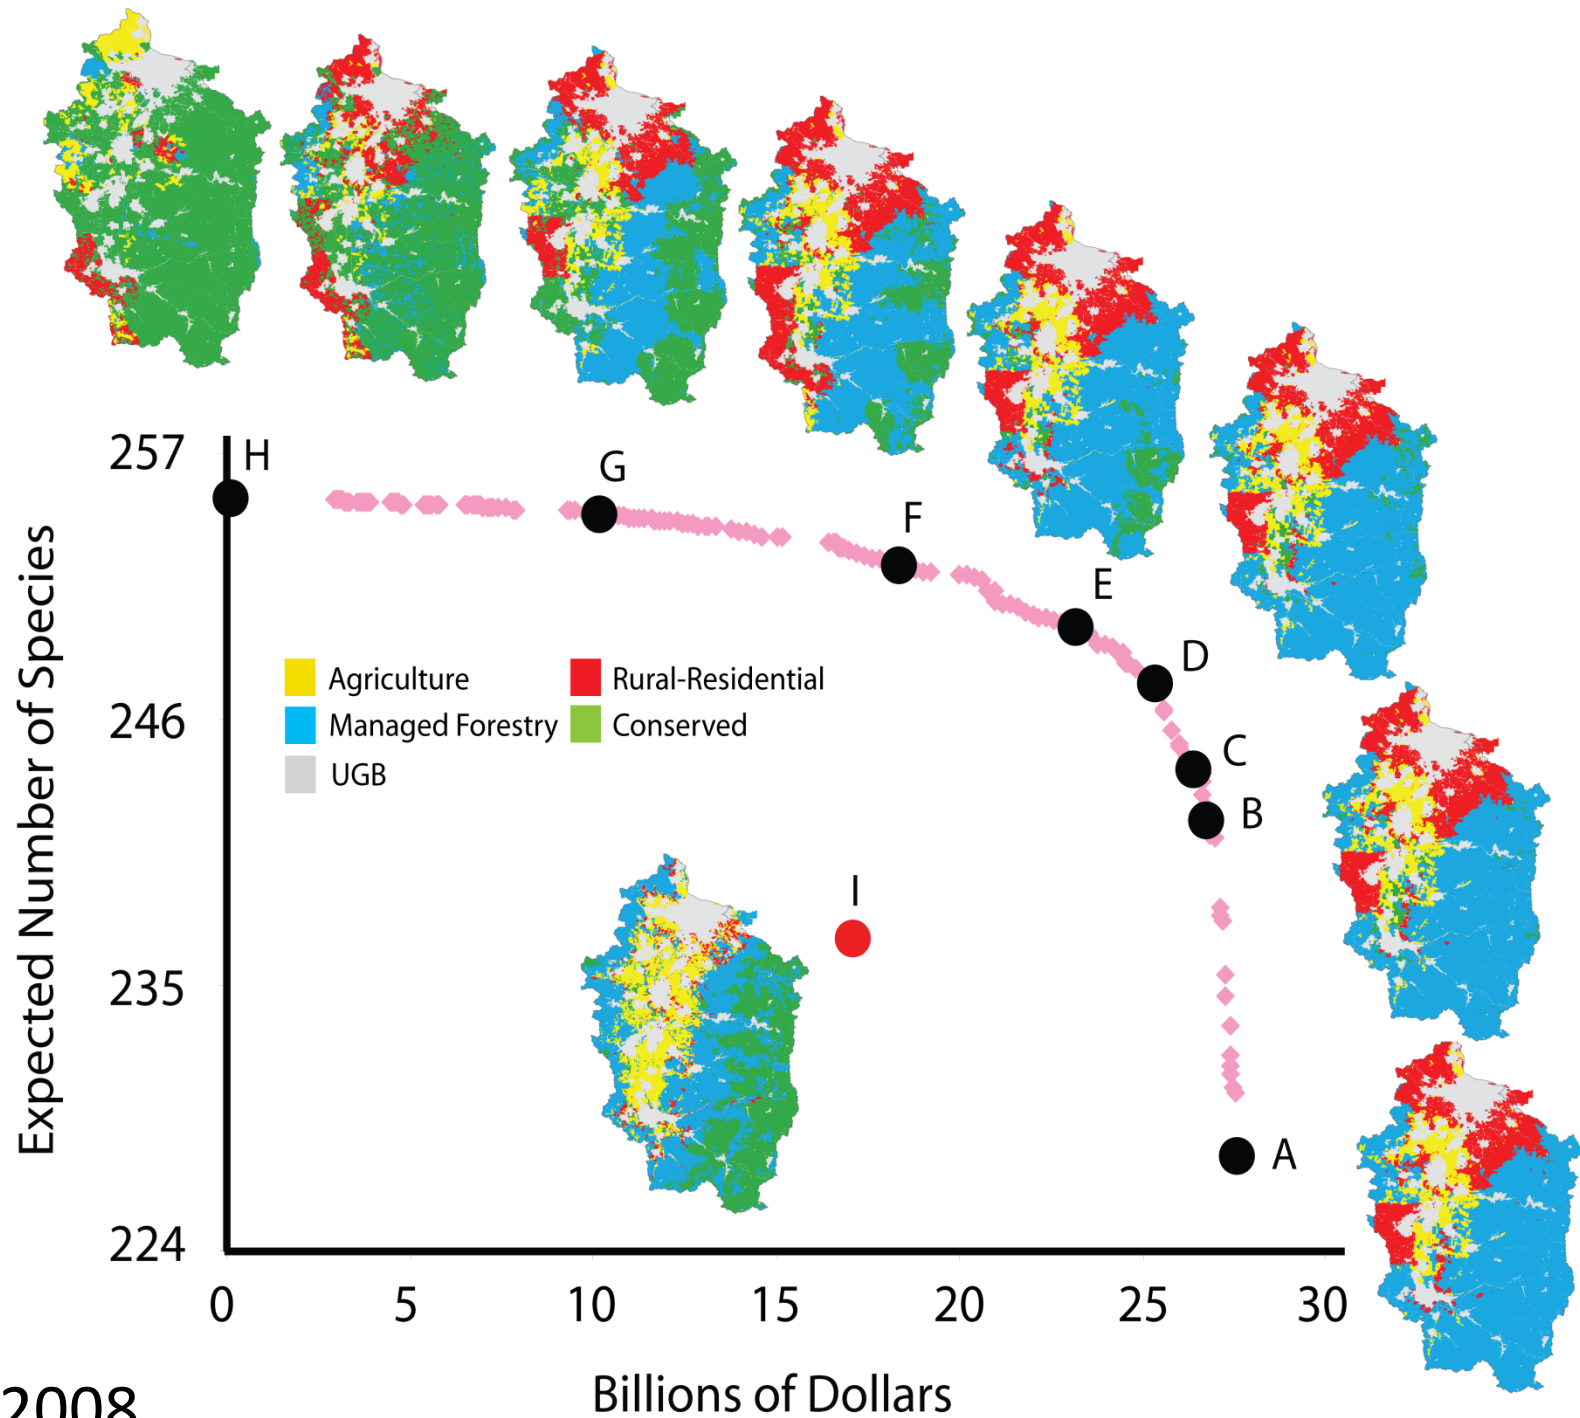 257
H
G
F
E
D
C
B
A
I
246
235
224
Expected Number of Species
Agriculture
Rural-Residential
Managed Forestry
Conserved
UGB
0 5 10 15 20 25 30
Billions of Dollars
2008